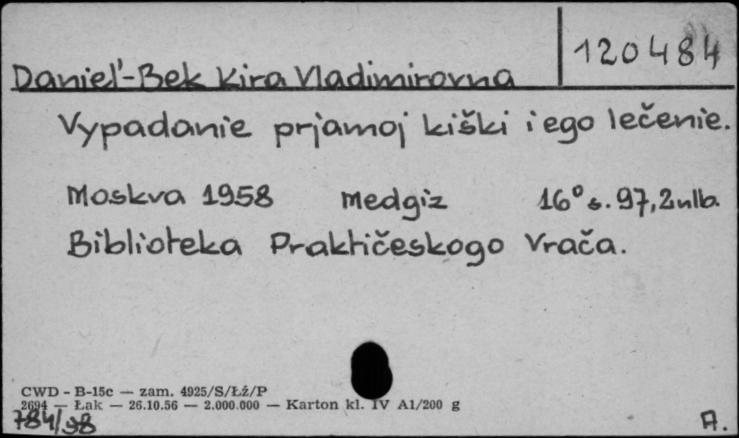 120484
Daniel'-Bek Kira Vladimirovna
Vypadanie prjamoj kiški i ego lečenie.
Moskva 1958 Medgiz 16° s. 97, 2 nlb.
Biblioteka Praktičeskogo Vrača.
CWD - B-15c — zam. 4925/S/Łź/P
2694 — Łak — 26.10.56 — 2.000.000 — Karton kl. IV A1/200 g
784/98
A.